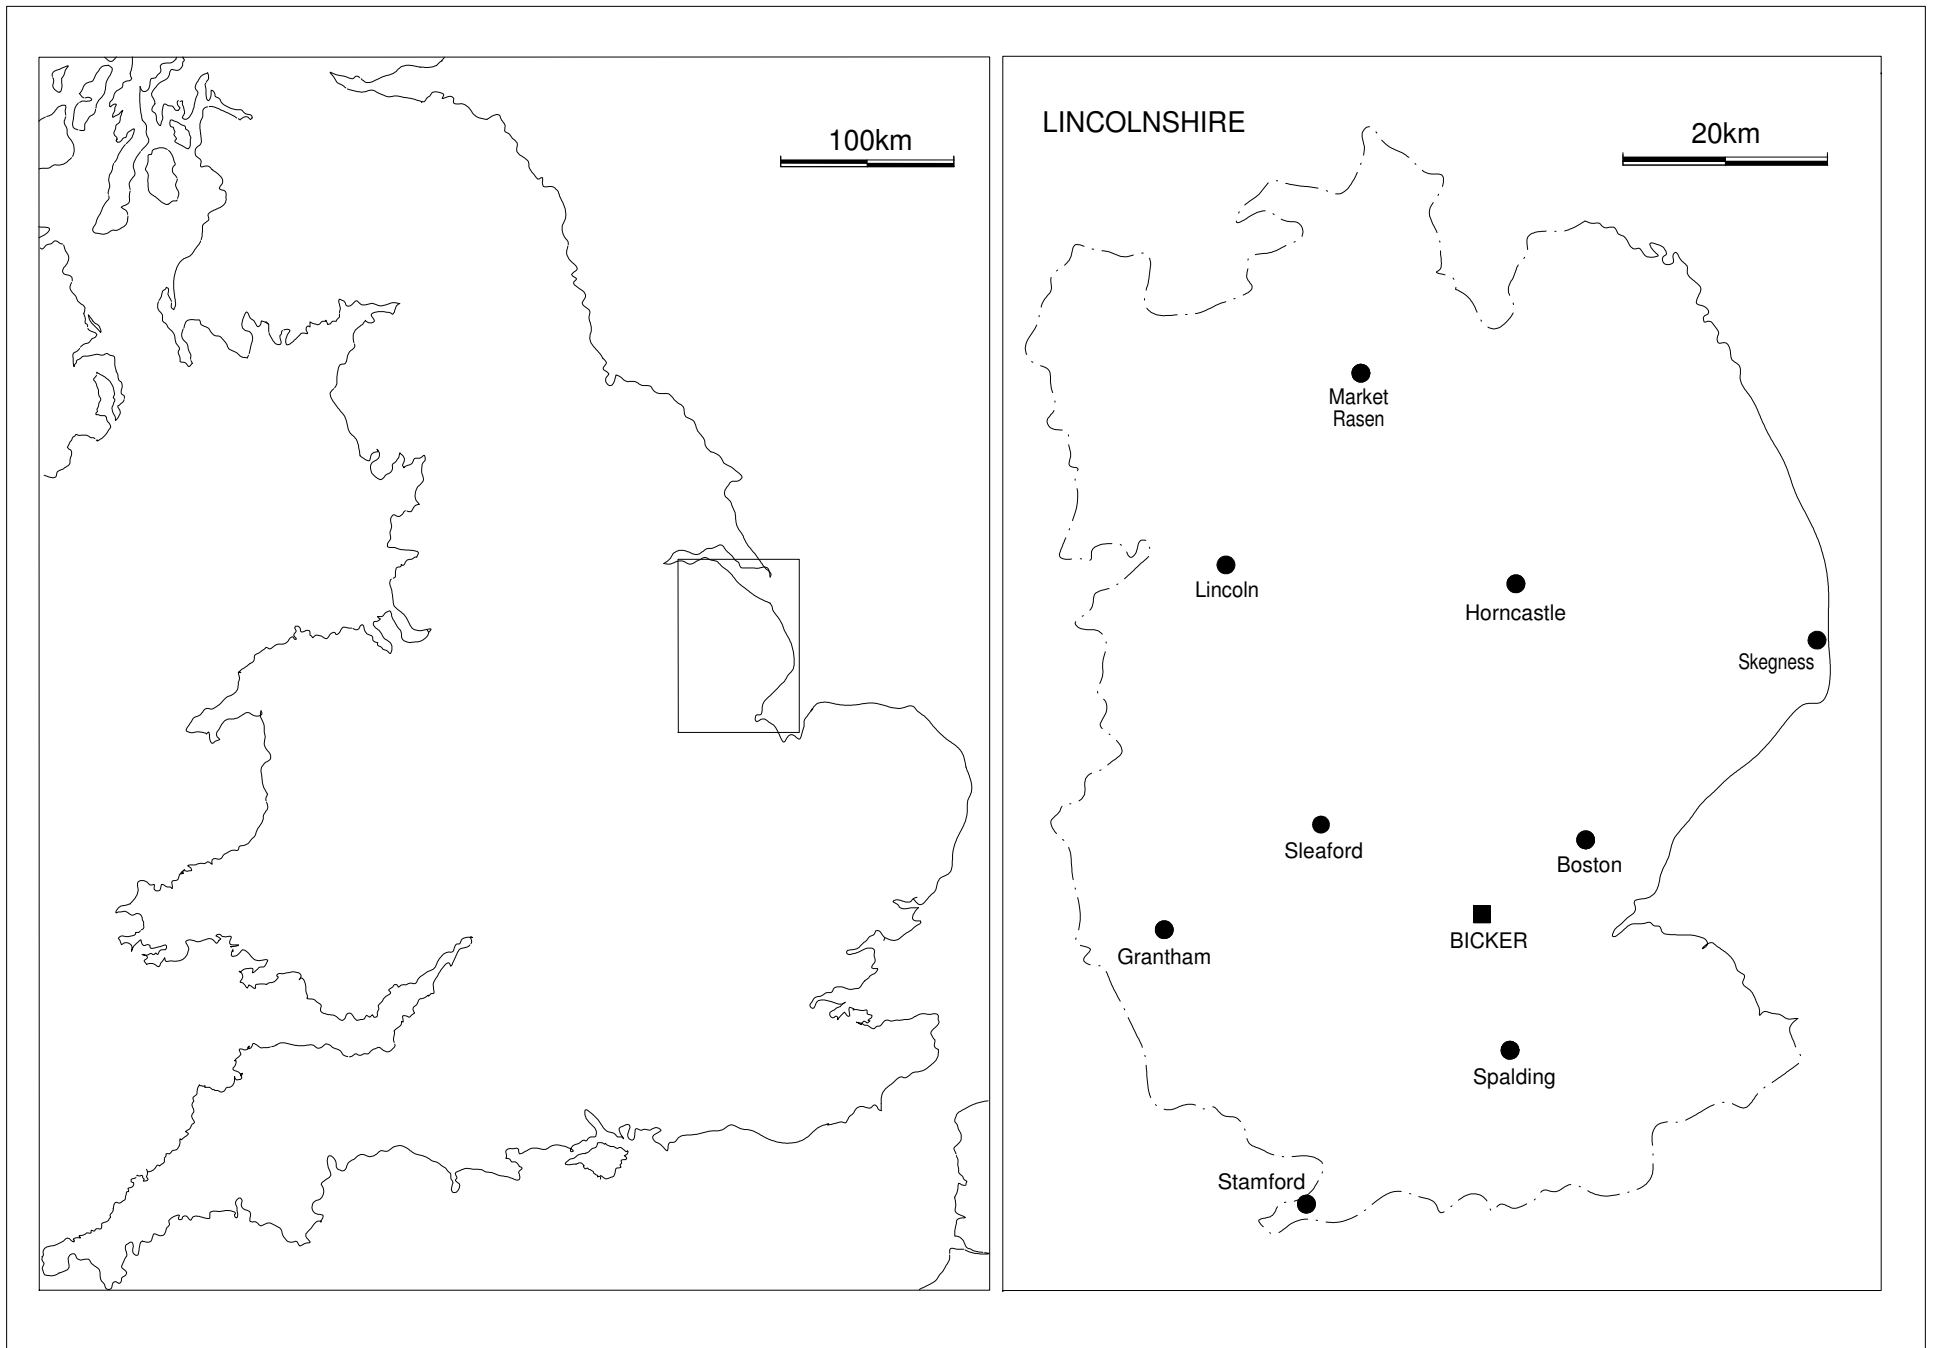 100km
LINCOLNSHIRE
20km
Market
Rasen
Lincoln
Horncastle
Skegness
Sleaford
Boston
BICKER
Grantham
Spalding
Stamford